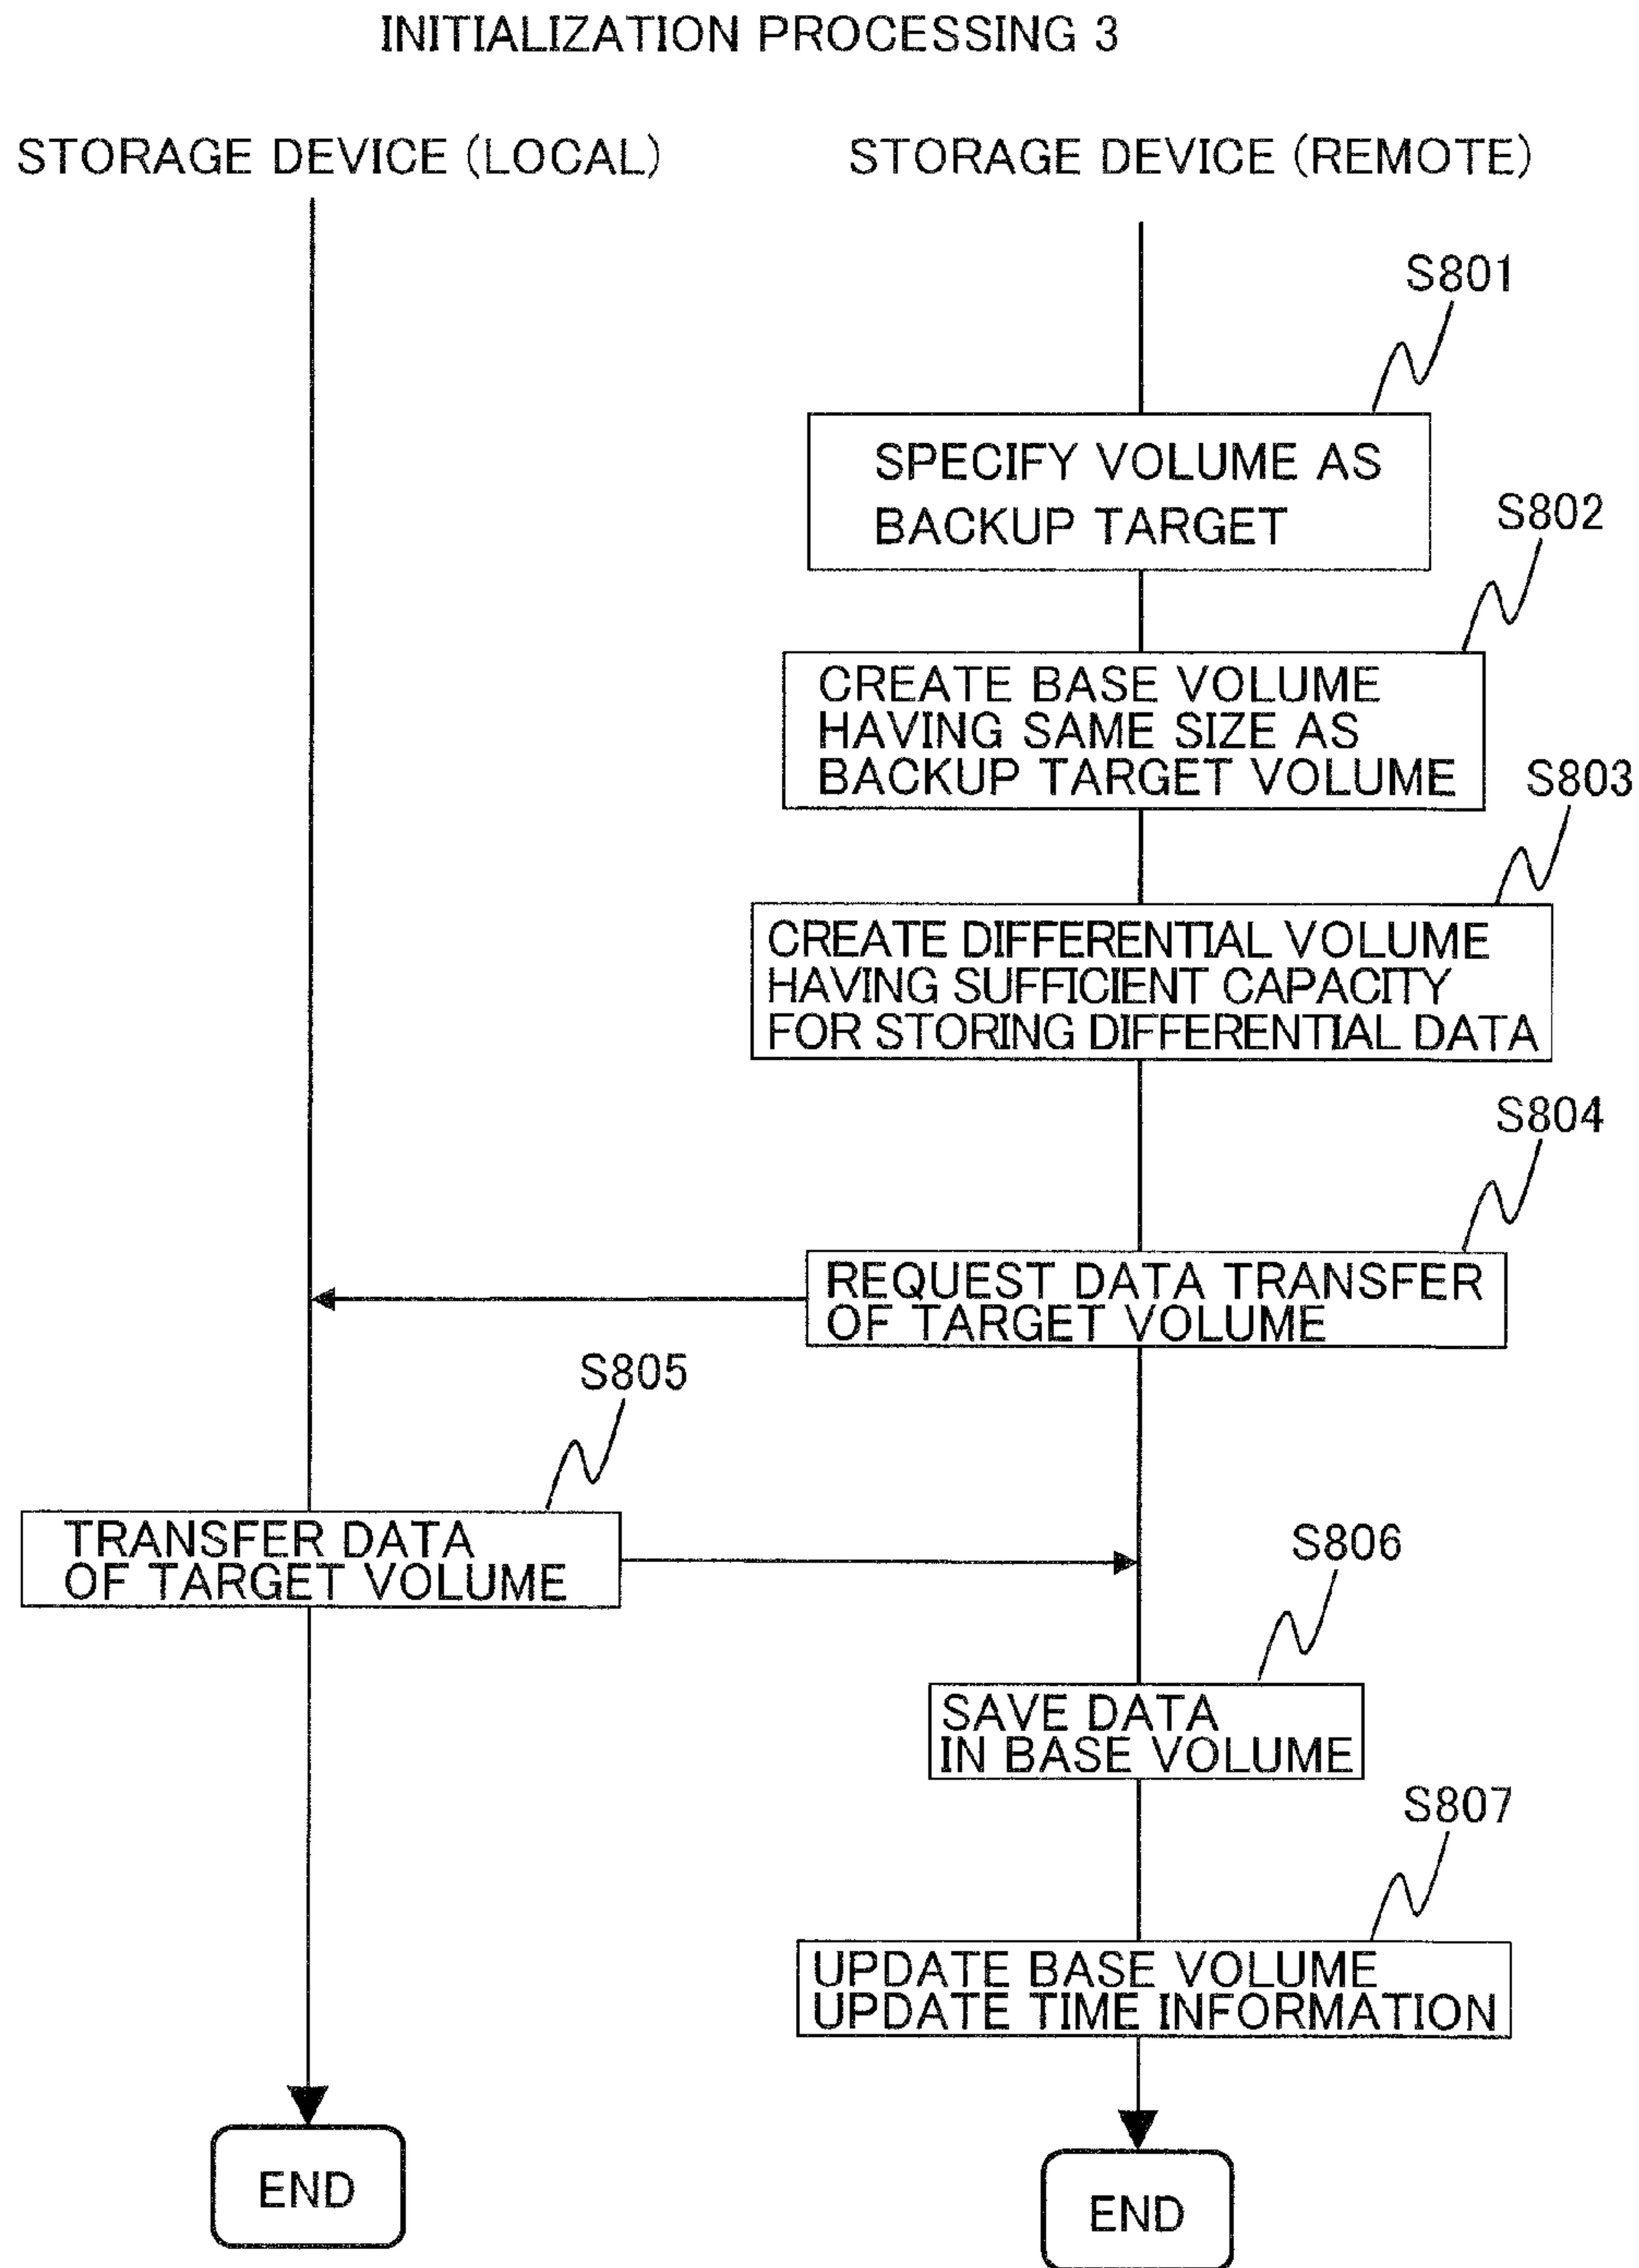 INITIALIZATION PROCESSING 3
STORAGE DEVICE (LOCAL)
STORAGE DEVICE (REMOTE)
S801
SPECIFY VOLUME AS
BACKUP TARGET
S802
CREATE BASE VOLUME
HAVING SAME SIZE AS
BACKUP TARGET VOLUME
S803
CREATE DIFFERENTIAL VOLUME
HAVING SUFFICIENT CAPACITY
FOR STORING DIFFERENTIAL DATA
S804
REQUEST DATA TRANSFER
OF TARGET VOLUME
S805
TRANSFER DATA
OF TARGET VOLUME
S806
SAVE DATA
IN BASE VOLUME
S807
UPDATE BASE VOLUME
UPDATE TIME INFORMATION
END
END